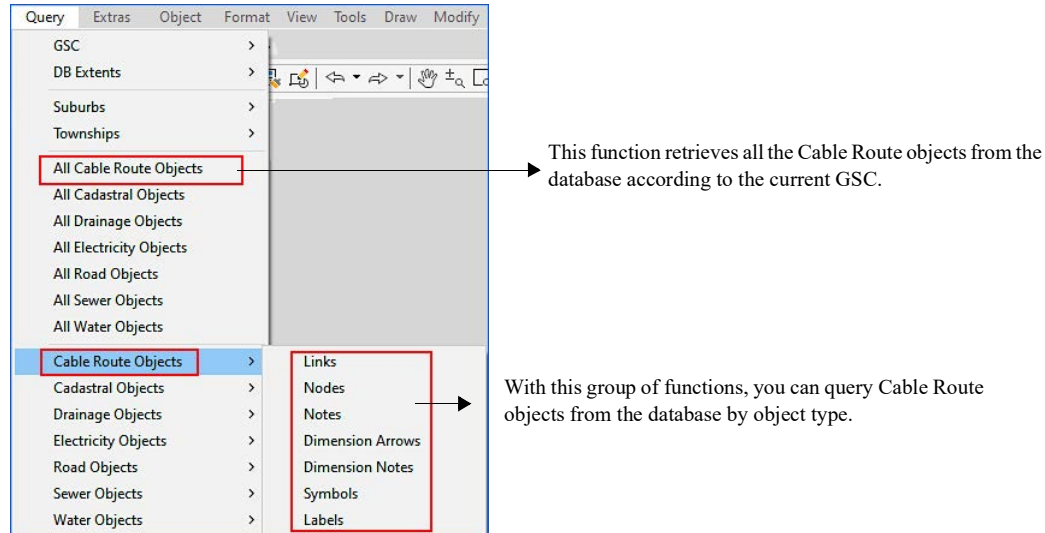 Query Extras Object Format View Tools Draw Modify
GSC
DB Extents
Suburbs
Townships
All Cable Route Objects
All Cadastral Objects
All Drainage Objects
All Electricity Objects
All Road Objects
All Sewer Objects
All Water Objects
This function retrieves all the Cable Route objects from the
database according to the current GSC.
Cable Route Objects
Cadastral Objects
Drainage Objects
Electricity Objects
Road Objects
Sewer Objects
Water Objects
Links
Nodes
Notes
Dimension Arrows
Dimension Notes
Symbols
Labels
With this group of functions, you can query Cable Route
objects from the database by object type.